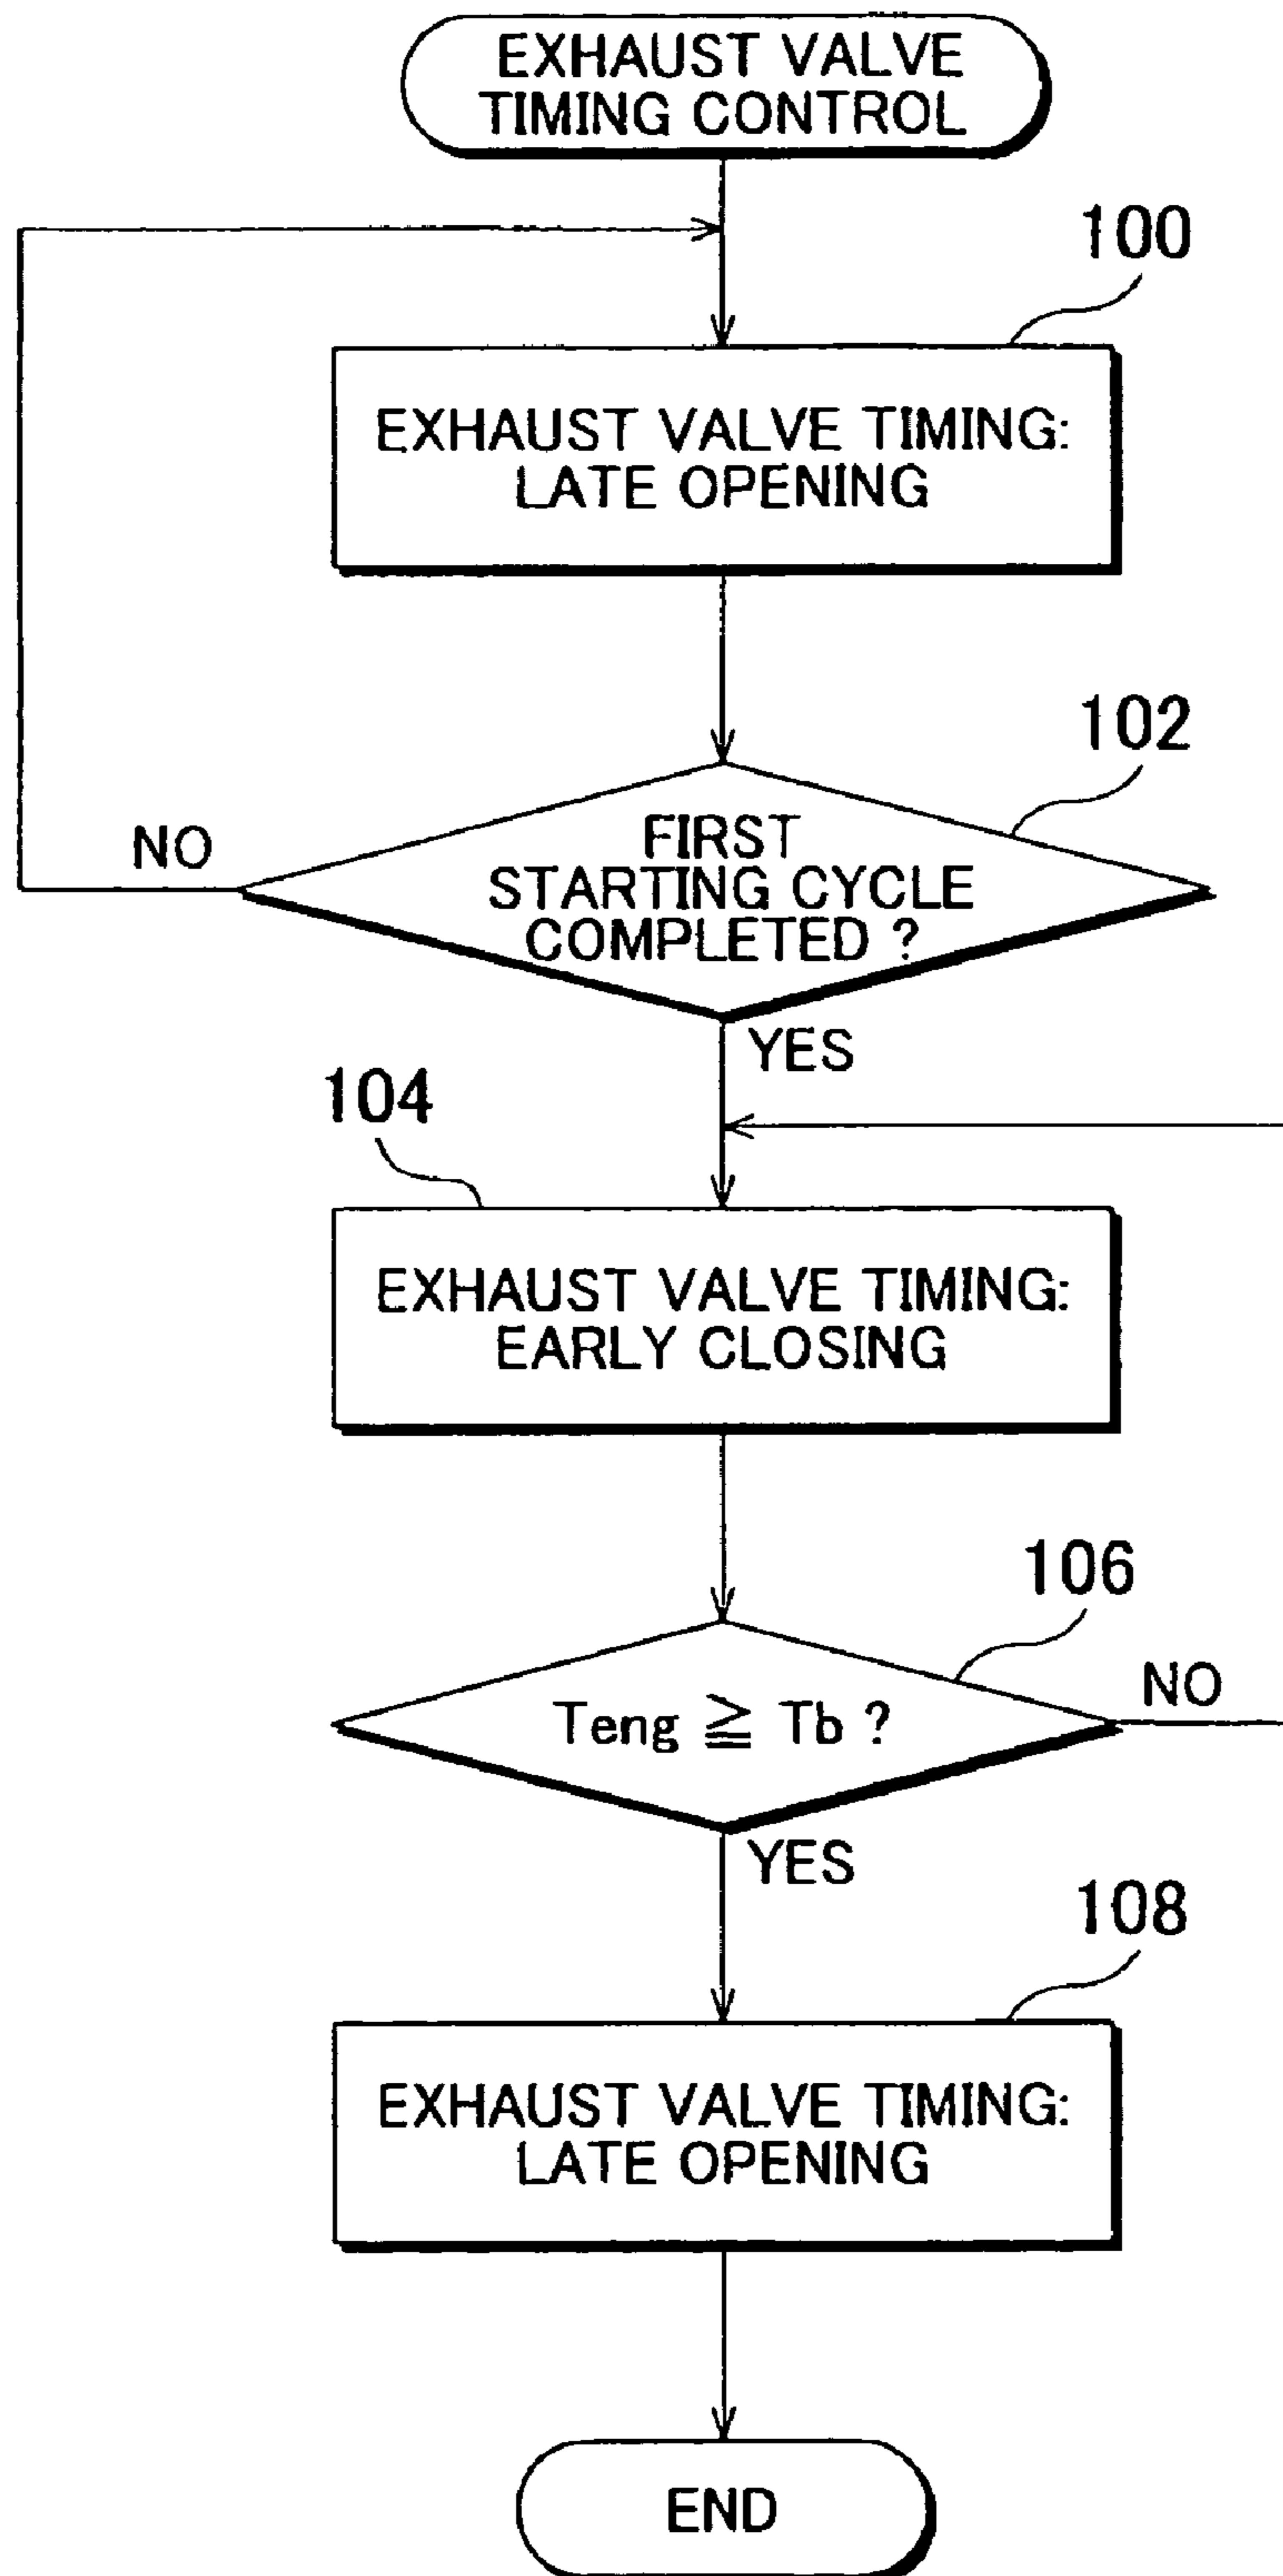 EXHAUST VALVE
TIMING CONTROL
100
EXHAUST VALVE TIMING:
LATE OPENING
102
FIRST
STARTING CYCLE
COMPLETED ?
NO
YES
104
EXHAUST VALVE TIMING:
EARLY CLOSING
106
Teng ≧ Tb ?
NO
YES
108
EXHAUST VALVE TIMING:
LATE OPENING
END